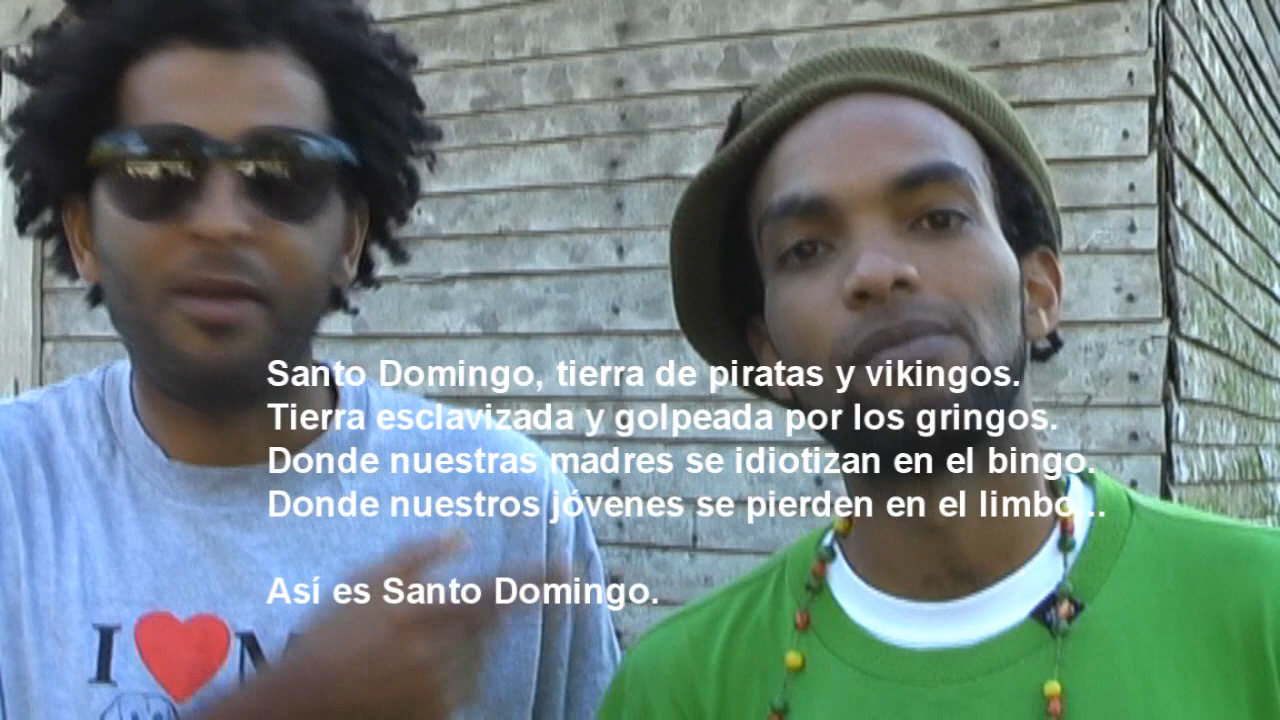 Santo Domingo, tierra de piratas y vikingos.
Tierra esclavizada y golpeada por los gringos.
Donde nuestras madres se idiotizan en el bingo.
Donde nuestros jóvenes se pierden en el limbo...
Así es Santo Domingo.
I ❤ M